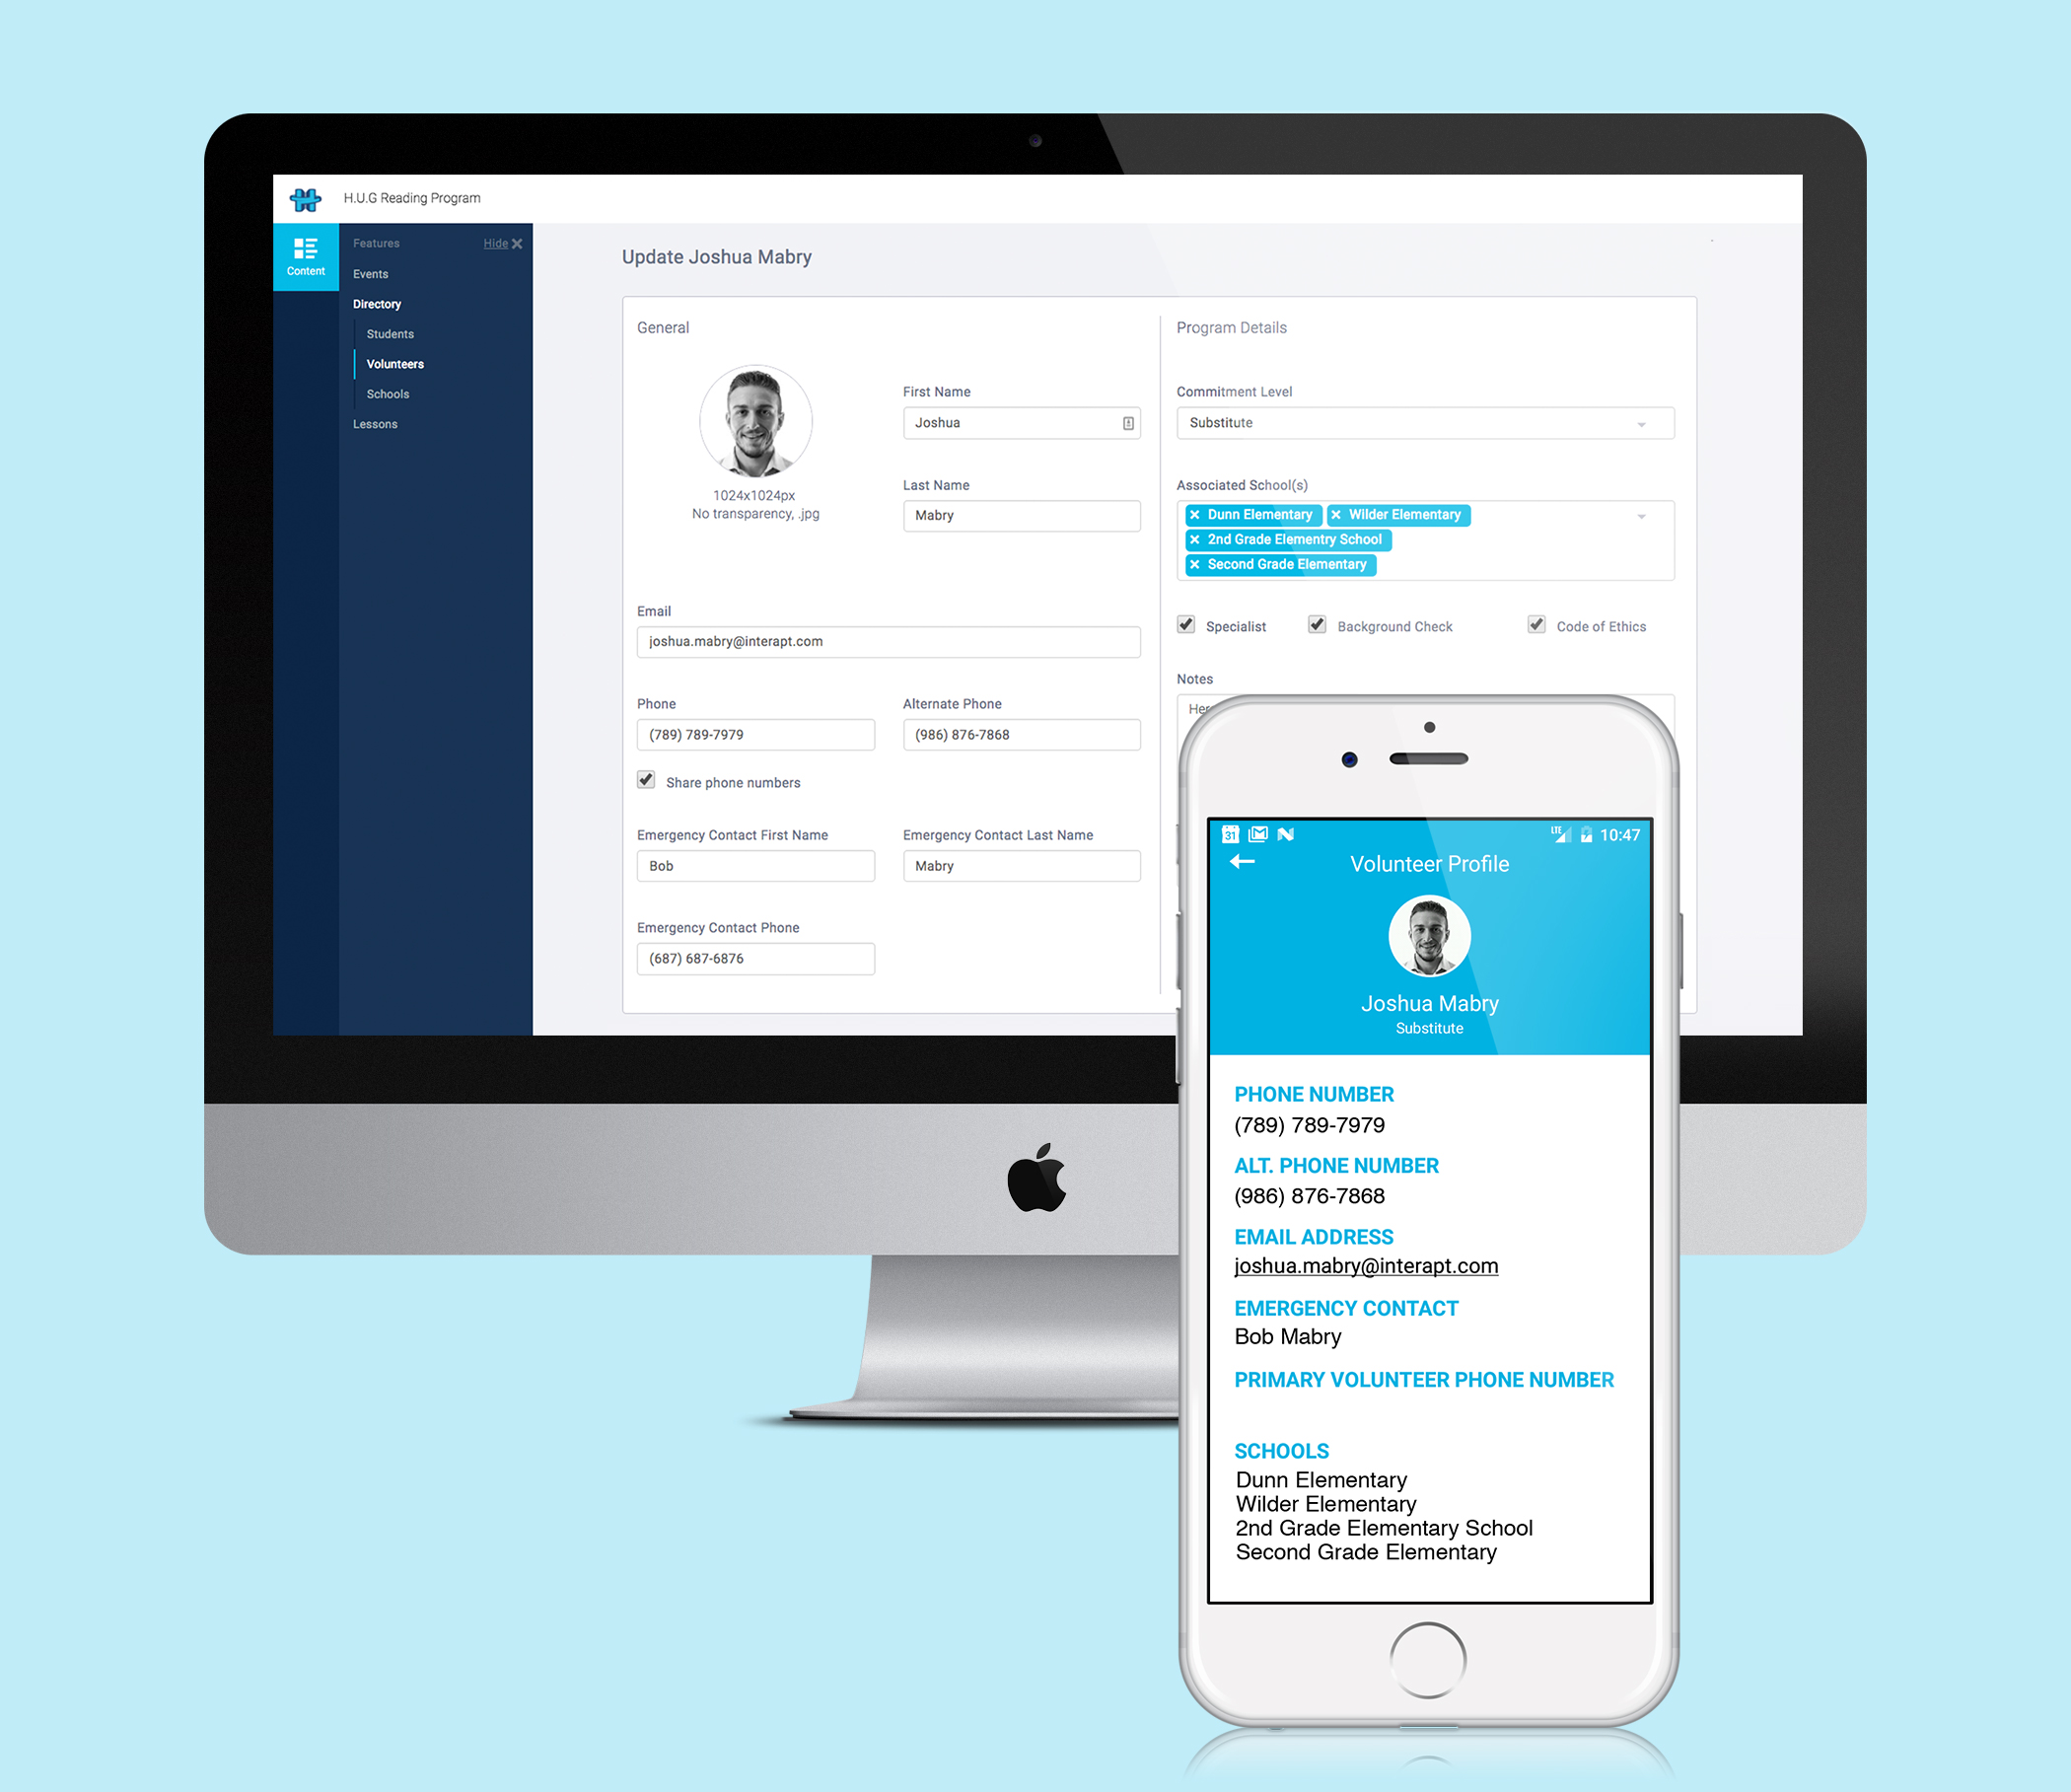 H.U.G Reading Program
Content
Features
Hide
Events
Directory
Students
Volunteers
Schools
Lessons
Update Joshua Mabry
General
1024x1024px
No transparency, .jpg
First Name
Joshua
Last Name
Mabry
Email
joshua.mabry@interapt.com
Phone
(789) 789-7979
Alternate Phone
(986) 876-7868
Share phone numbers
Emergency Contact First Name
Bob
Emergency Contact Last Name
Mabry
Emergency Contact Phone
(687) 687-6876
Program Details
Commitment Level
Substitute
Associated School(s)
Dunn Elementary
Wilder Elementary
2nd Grade Elementry School
Second Grade Elementary
Specialist
Background Check
Code of Ethics
Notes
31
LTE
10:47
Volunteer Profile
Joshua Mabry
Substitute
PHONE NUMBER
(789) 789-7979
ALT. PHONE NUMBER
(986) 876-7868
EMAIL ADDRESS
joshua.mabry@interapt.com
EMERGENCY CONTACT
Bob Mabry
PRIMARY VOLUNTEER PHONE NUMBER
SCHOOLS
Dunn Elementary
Wilder Elementary
2nd Grade Elementary School
Second Grade Elementary